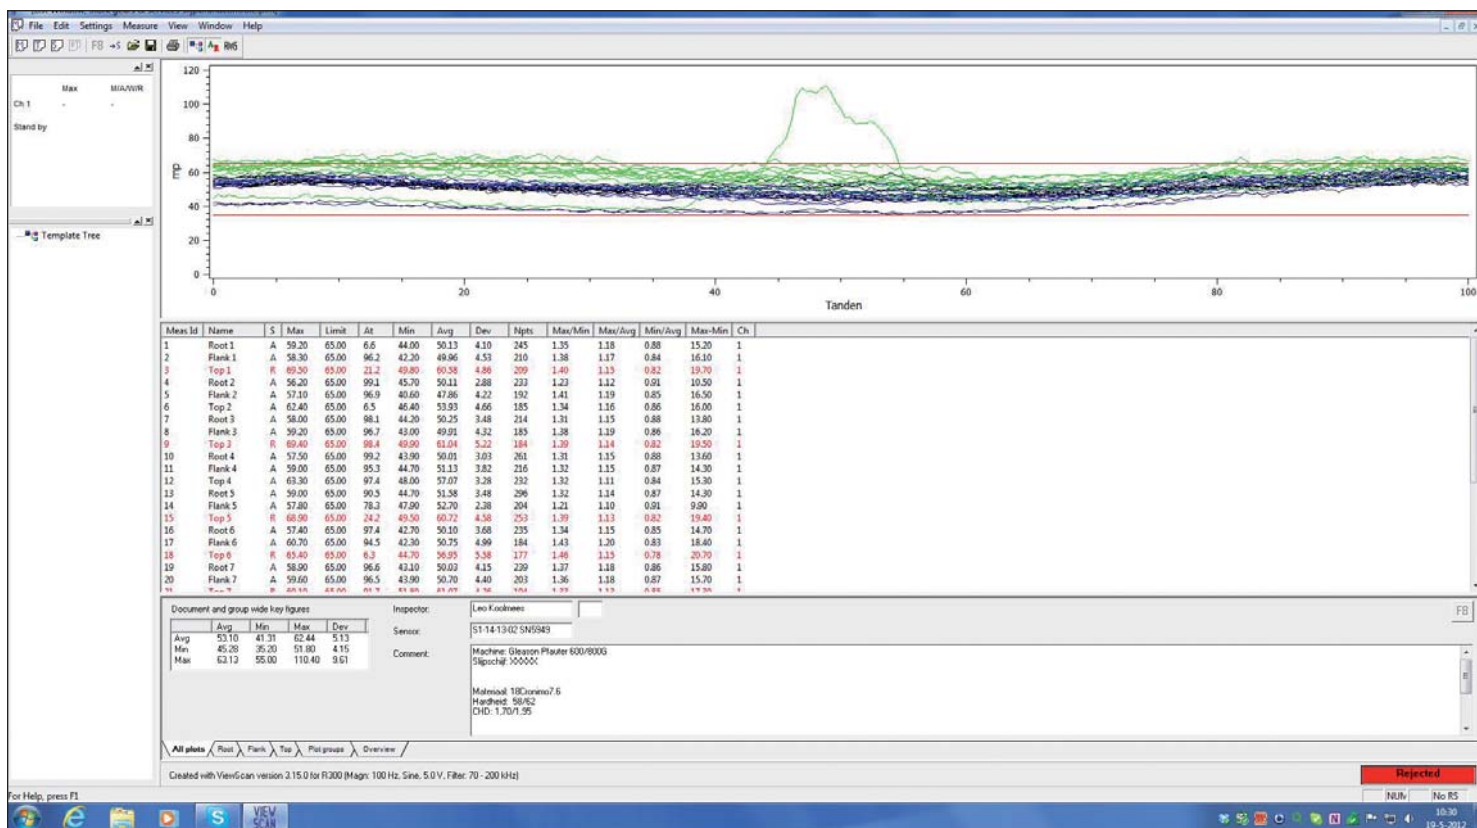 File Edit Settings Measure View Window Help
F8 →S RMS
Max M/A/W/R
Ch 1 - -
Stand by
Template Tree
mp
120
100
80
60
40
20
0
0 20 40 60 80 100
Tanden
Meas Id Name S Max Limit At Min Avg Dev Npts Max/Min Max/Avg Min/Avg Max-Min Ch
1 Root 1 A 59.20 65.00 6.6 44.00 50.13 4.10 245 1.35 1.18 0.88 15.20 1
2 Flank 1 A 58.30 65.00 96.2 42.20 49.96 4.53 210 1.38 1.17 0.84 16.10 1
3 Top 1 R 69.50 65.00 21.2 49.80 60.58 4.86 209 1.40 1.15 0.82 19.70 1
4 Root 2 A 56.20 65.00 99.1 45.70 50.11 2.88 233 1.23 1.12 0.91 10.50 1
5 Flank 2 A 57.10 65.00 96.9 40.60 47.86 4.22 192 1.41 1.19 0.85 16.50 1
6 Top 2 A 62.40 65.00 6.5 46.40 53.93 4.66 185 1.34 1.16 0.86 16.00 1
7 Root 3 A 58.00 65.00 98.1 44.20 50.25 3.48 214 1.31 1.15 0.88 13.80 1
8 Flank 3 A 59.20 65.00 96.7 43.00 49.91 4.32 185 1.38 1.19 0.86 16.20 1
9 Top 3 R 69.40 65.00 98.4 49.90 61.04 5.22 184 1.39 1.14 0.82 19.50 1
10 Root 4 A 57.50 65.00 99.2 43.90 50.01 3.03 261 1.31 1.15 0.88 13.60 1
11 Flank 4 A 59.00 65.00 95.3 44.70 51.13 3.82 216 1.32 1.15 0.87 14.30 1
12 Top 4 A 63.30 65.00 97.4 48.00 57.07 3.28 232 1.32 1.11 0.84 15.30 1
13 Root 5 A 59.00 65.00 90.5 44.70 51.58 3.48 296 1.32 1.14 0.87 14.30 1
14 Flank 5 A 57.80 65.00 78.3 47.90 52.70 2.38 204 1.21 1.10 0.91 9.90 1
15 Top 5 R 68.90 65.00 24.2 49.50 60.72 4.58 253 1.39 1.13 0.82 19.40 1
16 Root 6 A 57.40 65.00 97.4 42.70 50.10 3.68 235 1.34 1.15 0.85 14.70 1
17 Flank 6 A 60.70 65.00 94.5 42.30 50.75 4.99 184 1.43 1.20 0.83 18.40 1
18 Top 6 R 65.40 65.00 6.3 44.70 56.95 5.58 177 1.46 1.15 0.78 20.70 1
19 Root 7 A 58.90 65.00 96.6 43.10 50.03 4.15 239 1.37 1.18 0.86 15.80 1
20 Flank 7 A 59.60 65.00 96.5 43.90 50.70 4.40 203 1.36 1.18 0.87 15.70 1
Document and group wide key figures
Avg Min Max Dev
Avg 53.10 41.31 62.44 5.13
Min 45.28 35.20 51.80 4.15
Max 63.13 55.00 110.40 9.61
Inspector: Leo Koolmees
Sensor: S1-14-13-02 SN5949
Comment: Machine: Gleason Pfauter 600/800G
Slijpschijf: XXXXX
Materiaal: 18Cronimo7.6
Hardheid: 58/62
CHD: 1,70/1.95
F8
All plots Root Flank Top Plot groups Overview
Created with ViewScan version 3.15.0 for R300 (Magn: 100 Hz, Sine, 5.0 V, Filter: 70 - 200 kHz)
Rejected
For Help, press F1
NUM No RS
VIEW SCAN
10:30
19-5-2012